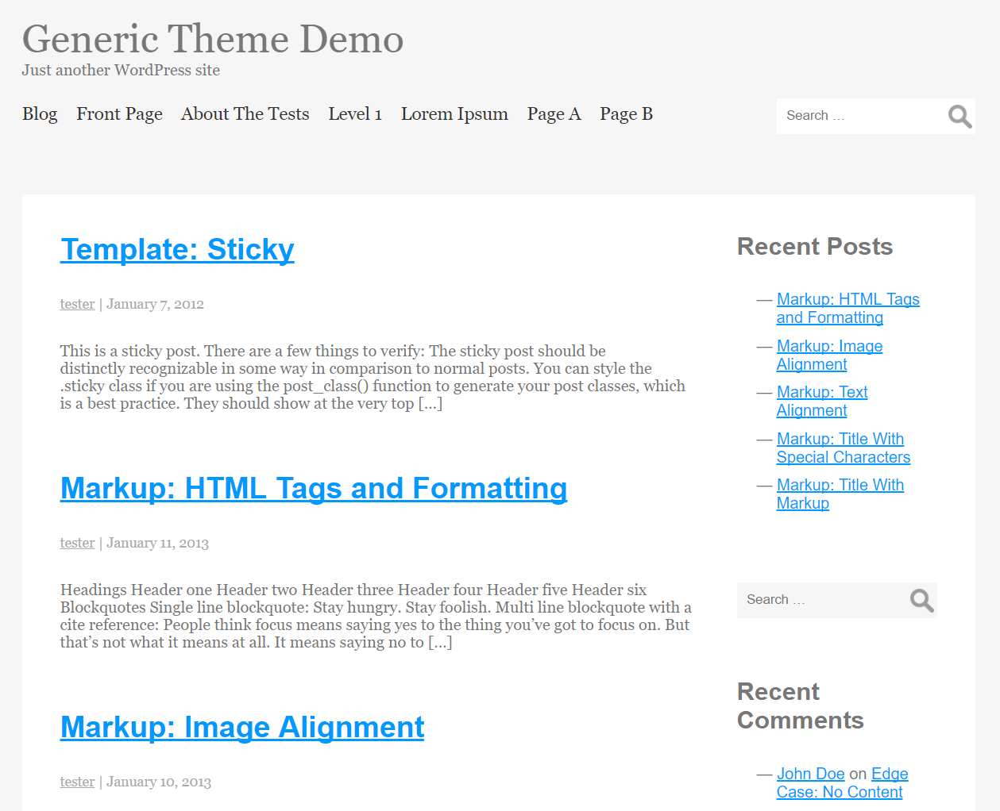 Generic Theme Demo
Just another WordPress site
Blog Front Page About The Tests Level 1 Lorem Ipsum Page A Page B
Search …
Template: Sticky
tester | January 7, 2012
This is a sticky post. There are a few things to verify: The sticky post should be
distinctly recognizable in some way in comparison to normal posts. You can style the
.sticky class if you are using the post_class() function to generate your post classes, which
is a best practice. They should show at the very top […]
Markup: HTML Tags and Formatting
tester | January 11, 2013
Headings Header one Header two Header three Header four Header five Header six
Blockquotes Single line blockquote: Stay hungry. Stay foolish. Multi line blockquote with a
cite reference: People think focus means saying yes to the thing you’ve got to focus on. But
that’s not what it means at all. It means saying no to […]
Markup: Image Alignment
tester | January 10, 2013
Recent Posts
— Markup: HTML Tags
and Formatting
— Markup: Image
Alignment
— Markup: Text
Alignment
— Markup: Title With
Special Characters
— Markup: Title With
Markup
Search …
Recent
Comments
— John Doe on Edge
Case: No Content